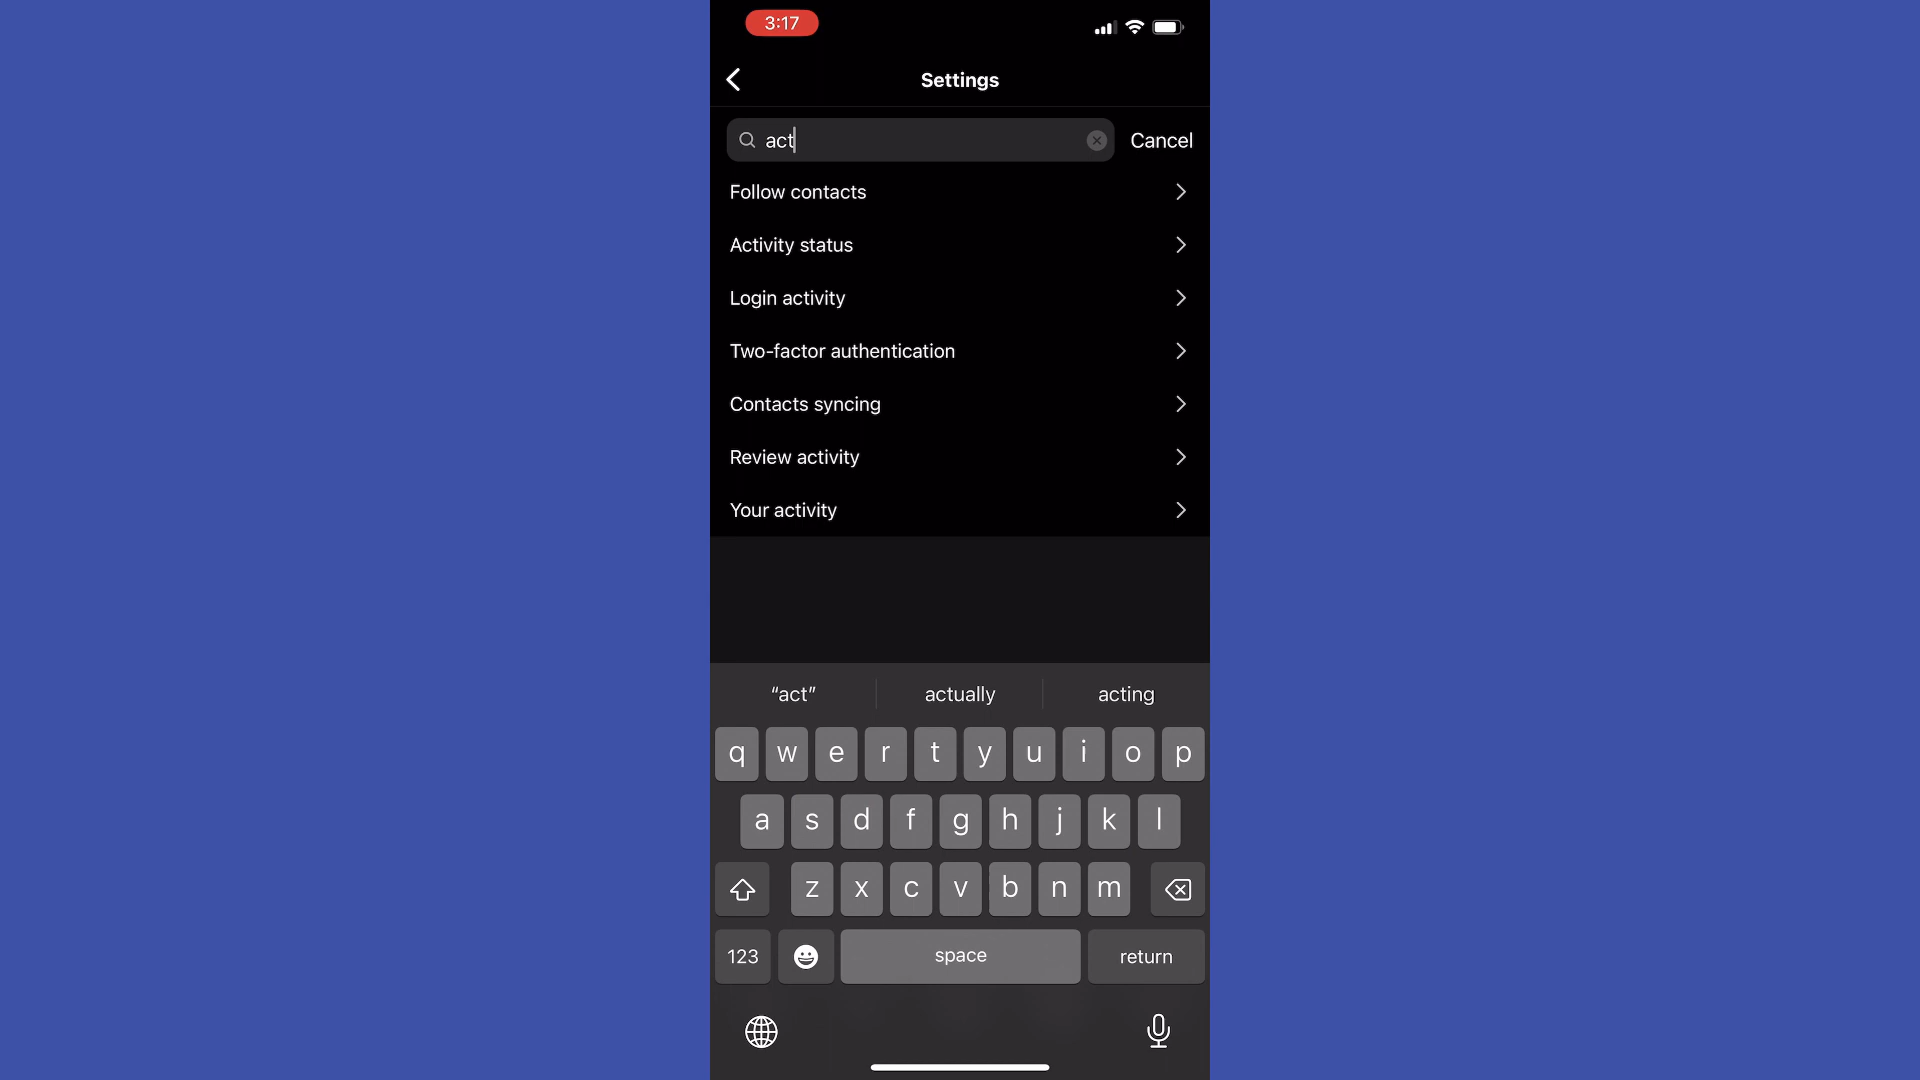 3:17
Settings
act
Cancel
Follow contacts
Activity status
Login activity
Two-factor authentication
Contacts syncing
Review activity
Your activity
“act” actually acting
q w e r t y u i o p
a s d f g h j k l
z x c v b n m
123 space return